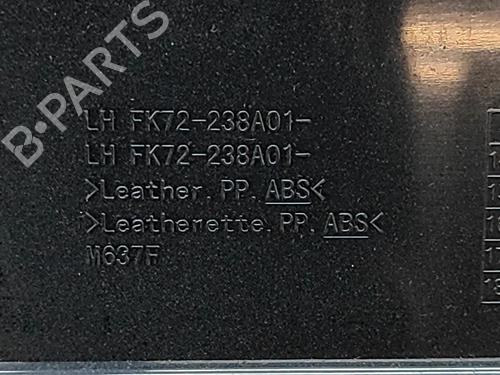 B-PARTS
LH FK72-238A01-
LH FK72-238A01-
>Leather.PP.ABS<
>Leatherette.PP.ABS<
M637F